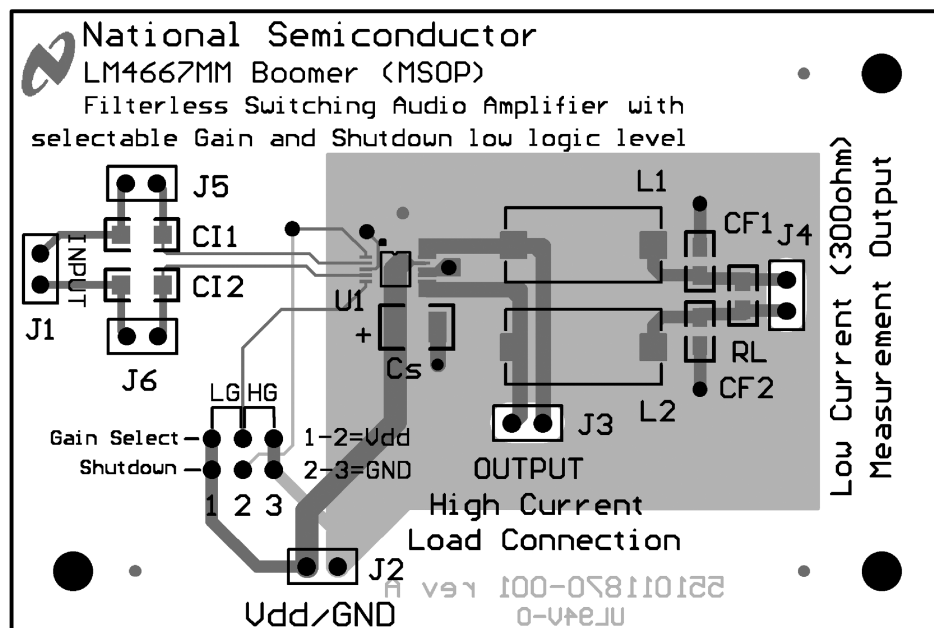 National Semiconductor
LM4667MM Boomer (MSOP)
Filterless Switching Audio Amplifier with
selectable Gain and Shutdown low logic level
J5
L1
CF1
J4
INPUT
CI1
CI2
U1
J1
+
Cs
J6
RL
CF2
L2
J3
LG HG
Gain Select-
1-2=Vdd
Shutdown-
2-3=GND
1 2 3
OUTPUT
High Current
Load Connection
J2
Vdd/GND
551011870-001 rev A
UL94V-0
Low Current (300ohm)
Measurement Output